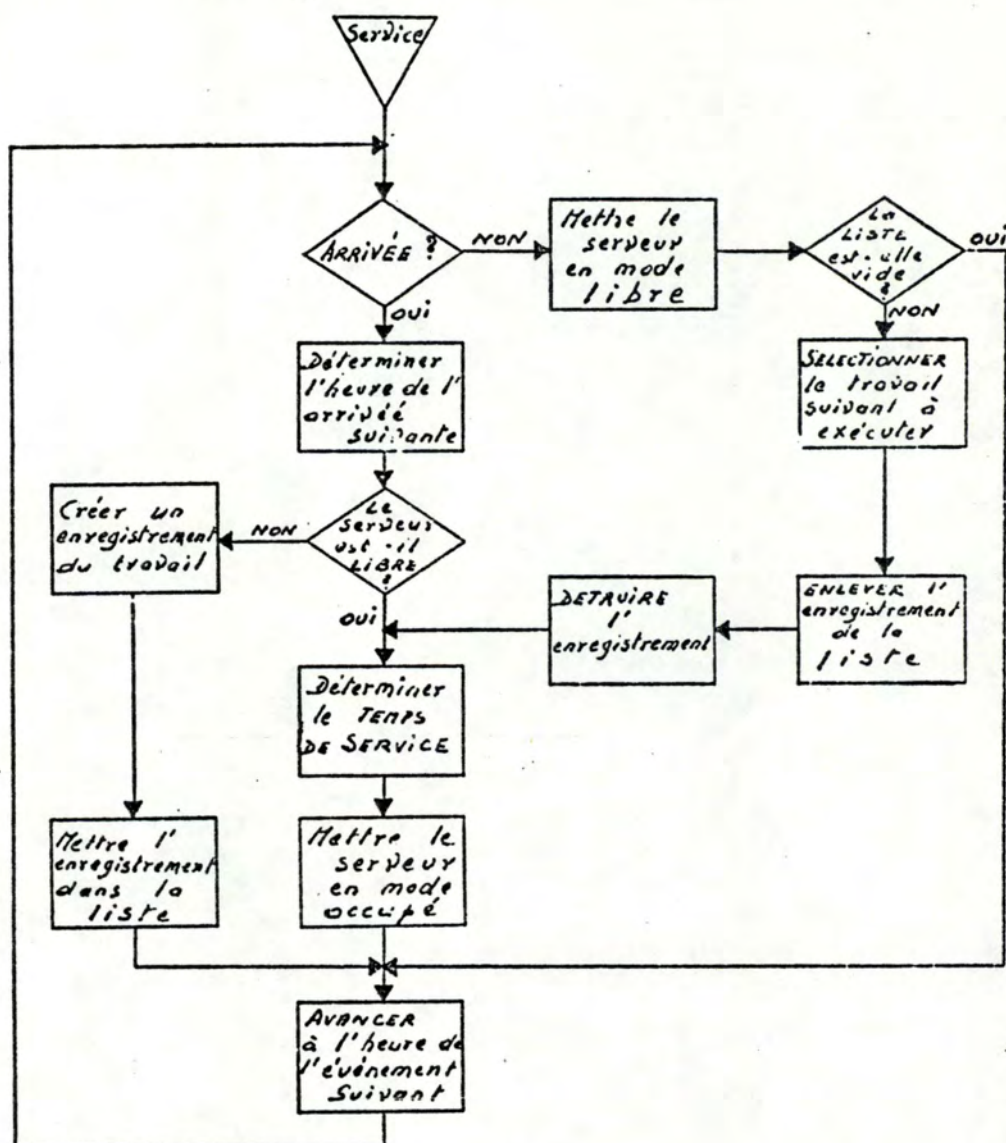 Service
ARRIVÉE ?
NON
Mettre le
serveur
en mode
libre
La
LISTE
est-elle
vide
?
OUI
OUI
NON
Déterminer
l'heure de l'
arrivée
suivante
SELECTIONNER
le travail
suivant à
exécuter
Créer un
enregistrement
du travail
NON
Le
serveur
est-il
LIBRE
?
OUI
DETRUIRE
l'
enregistrement
ENLEVER l'
enregistrement
de la
liste
Déterminer
le TEMPS
DE SERVICE
Mettre l'
enregistrement
dans la
liste
Mettre le
serveur
en mode
occupé
AVANCER
à l'heure de
l'événement
Suivant